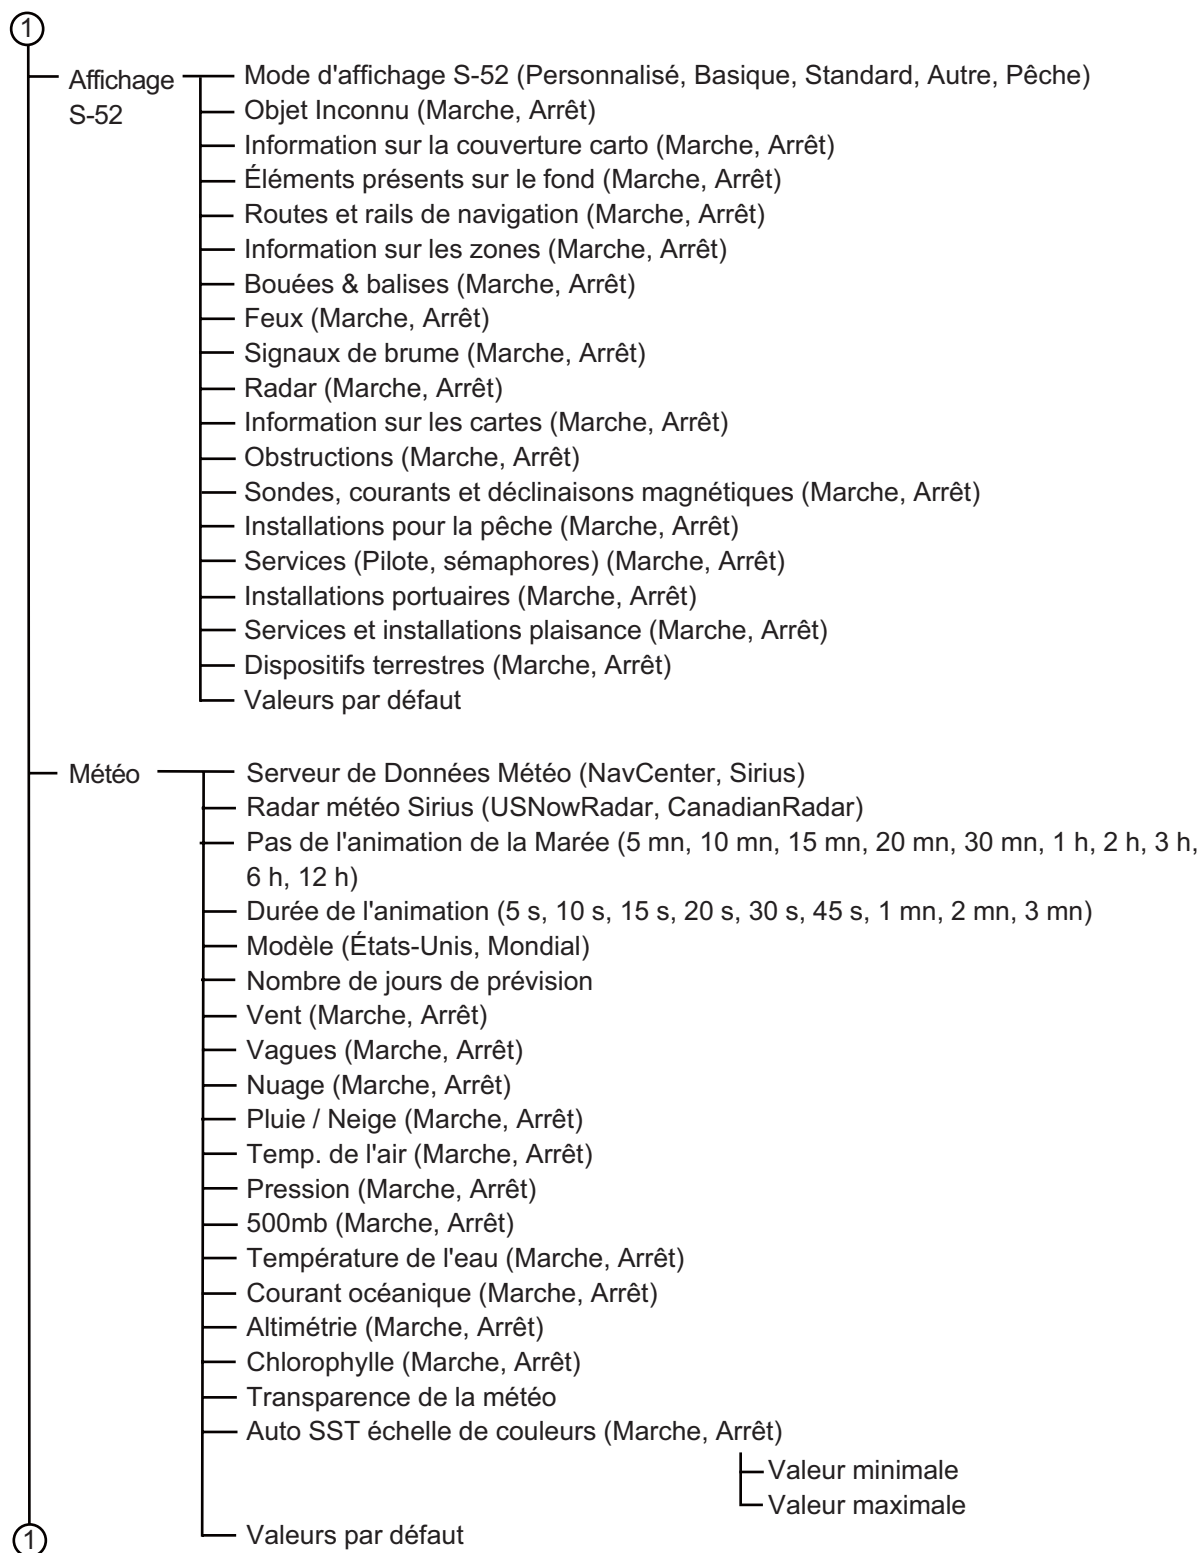 1
Affichage
S-52
Mode d'affichage S-52 (Personnalisé, Basique, Standard, Autre, Pêche)
Objet Inconnu (Marche, Arrêt)
Information sur la couverture carto (Marche, Arrêt)
Éléments présents sur le fond (Marche, Arrêt)
Routes et rails de navigation (Marche, Arrêt)
Information sur les zones (Marche, Arrêt)
Bouées & balises (Marche, Arrêt)
Feux (Marche, Arrêt)
Signaux de brume (Marche, Arrêt)
Radar (Marche, Arrêt)
Information sur les cartes (Marche, Arrêt)
Obstructions (Marche, Arrêt)
Sondes, courants et déclinaisons magnétiques (Marche, Arrêt)
Installations pour la pêche (Marche, Arrêt)
Services (Pilote, sémaphores) (Marche, Arrêt)
Installations portuaires (Marche, Arrêt)
Services et installations plaisance (Marche, Arrêt)
Dispositifs terrestres (Marche, Arrêt)
Valeurs par défaut
Météo
Serveur de Données Météo (NavCenter, Sirius)
Radar météo Sirius (USNowRadar, CanadianRadar)
Pas de l'animation de la Marée (5 mn, 10 mn, 15 mn, 20 mn, 30 mn, 1 h, 2 h, 3 h,
6 h, 12 h)
Durée de l'animation (5 s, 10 s, 15 s, 20 s, 30 s, 45 s, 1 mn, 2 mn, 3 mn)
Modèle (États-Unis, Mondial)
Nombre de jours de prévision
Vent (Marche, Arrêt)
Vagues (Marche, Arrêt)
Nuage (Marche, Arrêt)
Pluie / Neige (Marche, Arrêt)
Temp. de l'air (Marche, Arrêt)
Pression (Marche, Arrêt)
500mb (Marche, Arrêt)
Température de l'eau (Marche, Arrêt)
Courant océanique (Marche, Arrêt)
Altimétrie (Marche, Arrêt)
Chlorophylle (Marche, Arrêt)
Transparence de la météo
Auto SST échelle de couleurs (Marche, Arrêt)
Valeur minimale
Valeur maximale
Valeurs par défaut
1